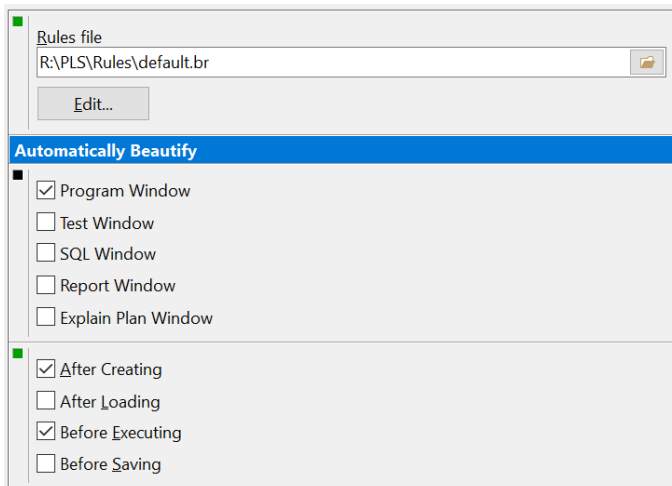 Rules file
R:\PLS\Rules\default.br
Edit...
Automatically Beautify
Program Window
Test Window
SQL Window
Report Window
Explain Plan Window
After Creating
After Loading
Before Executing
Before Saving